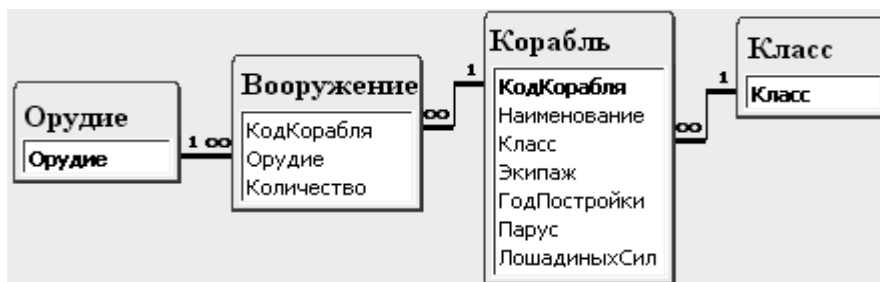 Орудие
Орудие
1 ∞
Вооружение
КодКорабля
Орудие
Количество
∞
1
Корабль
КодКорабля
Наименование
Класс
Экипаж
ГодПостройки
Парус
ЛошадиныхСил
∞
1
Класс
Класс